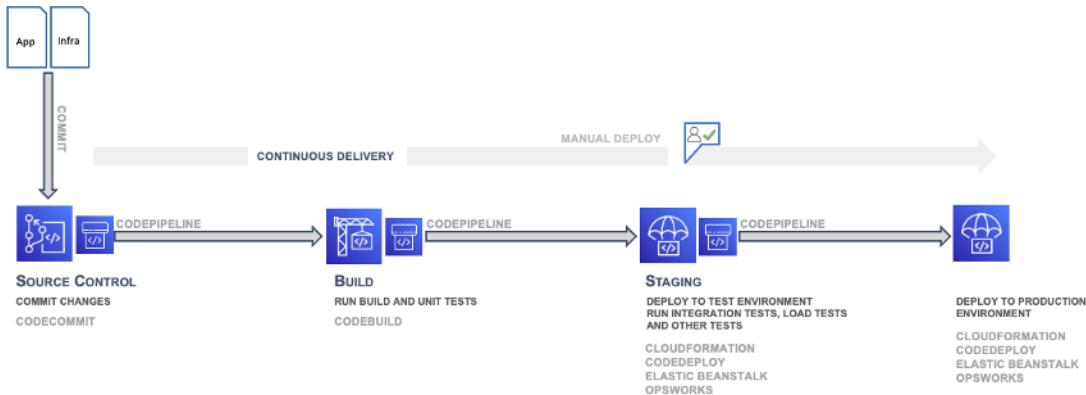 App
Infra
COMMIT
MANUAL DEPLOY
CONTINUOUS DELIVERY
CODEPIPELINE
CODEPIPELINE
CODEPIPELINE
SOURCE CONTROL
COMMIT CHANGES
CODECOMMIT
BUILD
RUN BUILD AND UNIT TESTS
CODEBUILD
STAGING
DEPLOY TO TEST ENVIRONMENT
RUN INTEGRATION TESTS, LOAD TESTS
AND OTHER TESTS
CLOUDFORMATION
CODEDEPLOY
ELASTIC BEANSTALK
OPSWORKS
DEPLOY TO PRODUCTION
ENVIRONMENT
CLOUDFORMATION
CODEDEPLOY
ELASTIC BEANSTALK
OPSWORKS